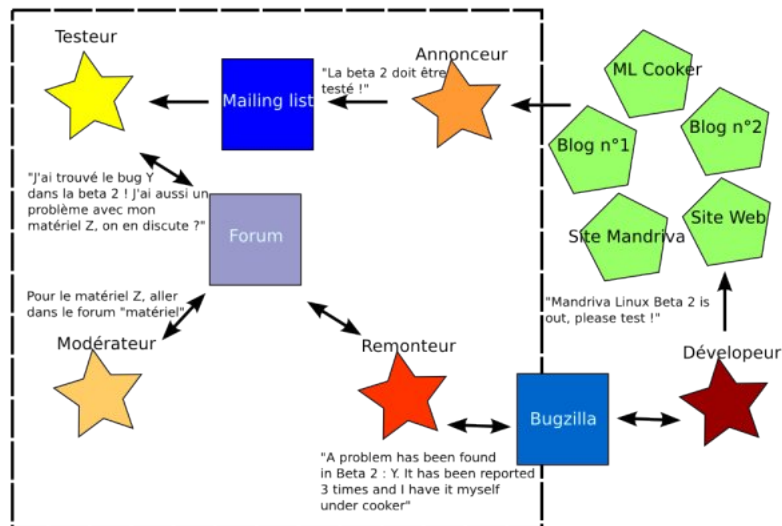 Testeur
Annonceur
ML Cooker
Mailing list
"La beta 2 doit être
testé !"
Blog n°2
Blog n°1
"J'ai trouvé le bug Y
dans la beta 2 ! J'ai aussi un
problème avec mon
matériel Z, on en discute ?"
Forum
Site Web
Site Mandriva
Pour le matériel Z, aller
dans le forum "matériel"
"Mandriva Linux Beta 2 is
out, please test !"
Modérateur
Remonteur
Dévelopeur
Bugzilla
"A problem has been found
in Beta 2 : Y. It has been reported
3 times and I have it myself
under cooker"